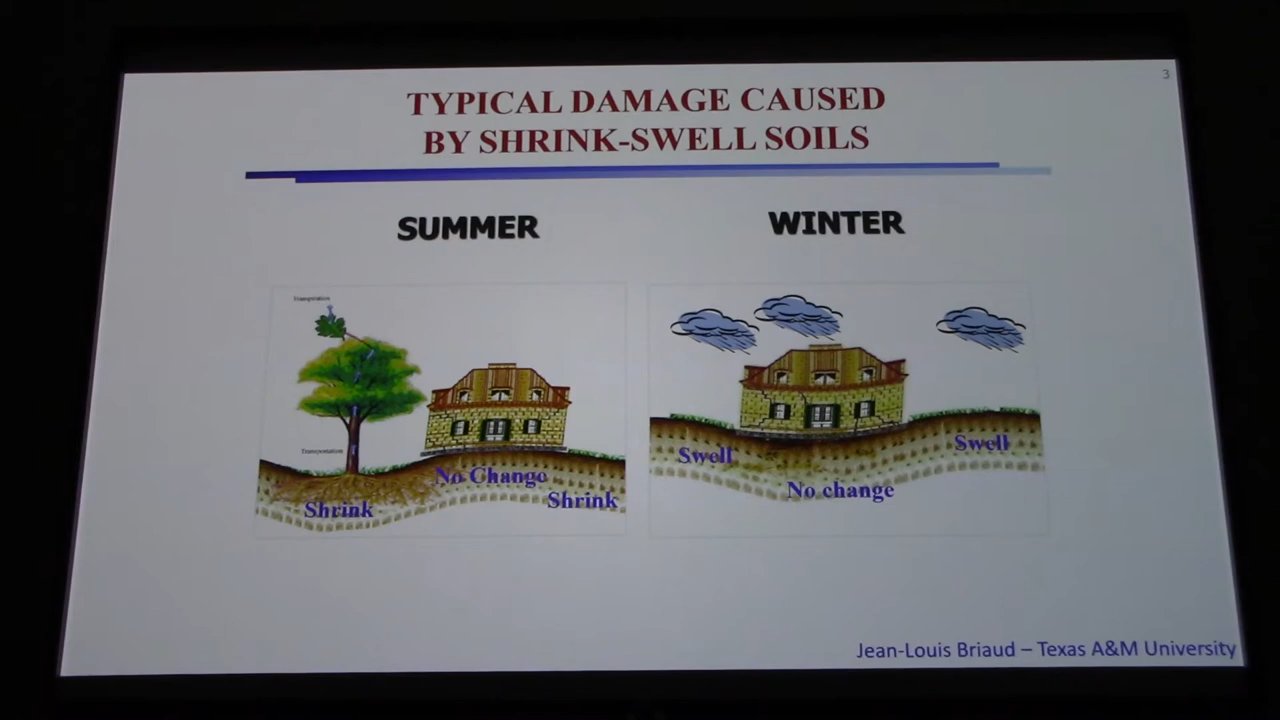 3
TYPICAL DAMAGE CAUSED
BY SHRINK-SWELL SOILS
SUMMER
WINTER
Transpiration
Transpiration
Shrink
No Change
Shrink
Swell
No change
Swell
Jean-Louis Briaud – Texas A&M University